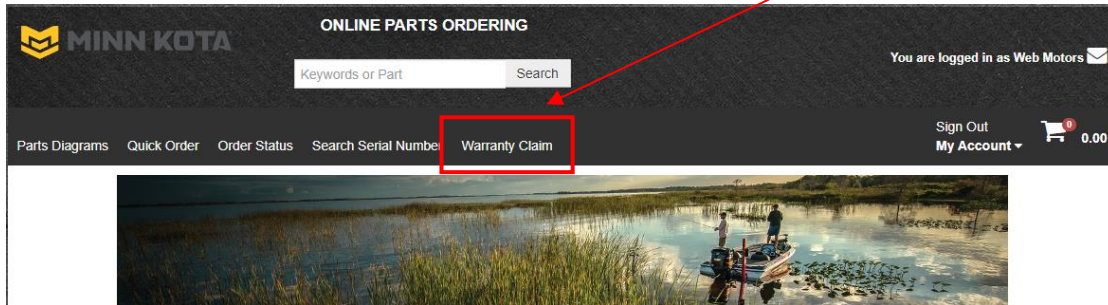 ONLINE PARTS ORDERING
MINN KOTA
You are logged in as Web Motors
Keywords or Part Search
Sign Out
Parts Diagrams Quick Order Order Status Search Serial Number Warranty Claim
My Account
0
0.00